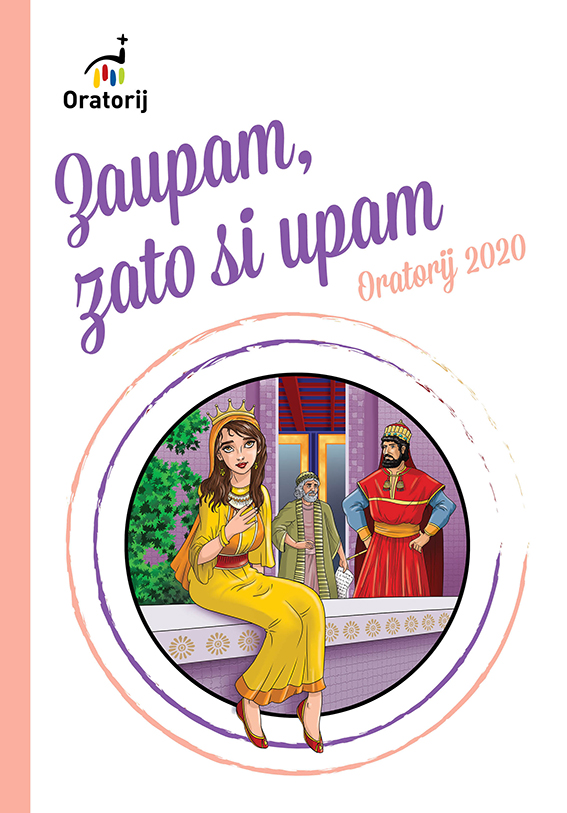 Oratorij
Zaupam,
zato si upam
Oratorij 2020